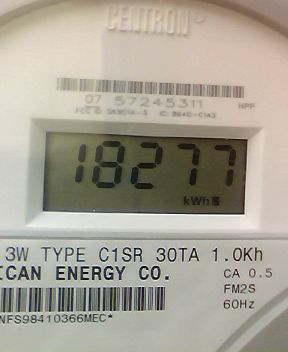 CENTRON
07 57245311
HPP
18277
kWh
3W TYPE C1SR 30TA 1.0Kh
ICAN ENERGY CO.
CA 0.5
FM2S
60Hz
NFS98410366MEC*